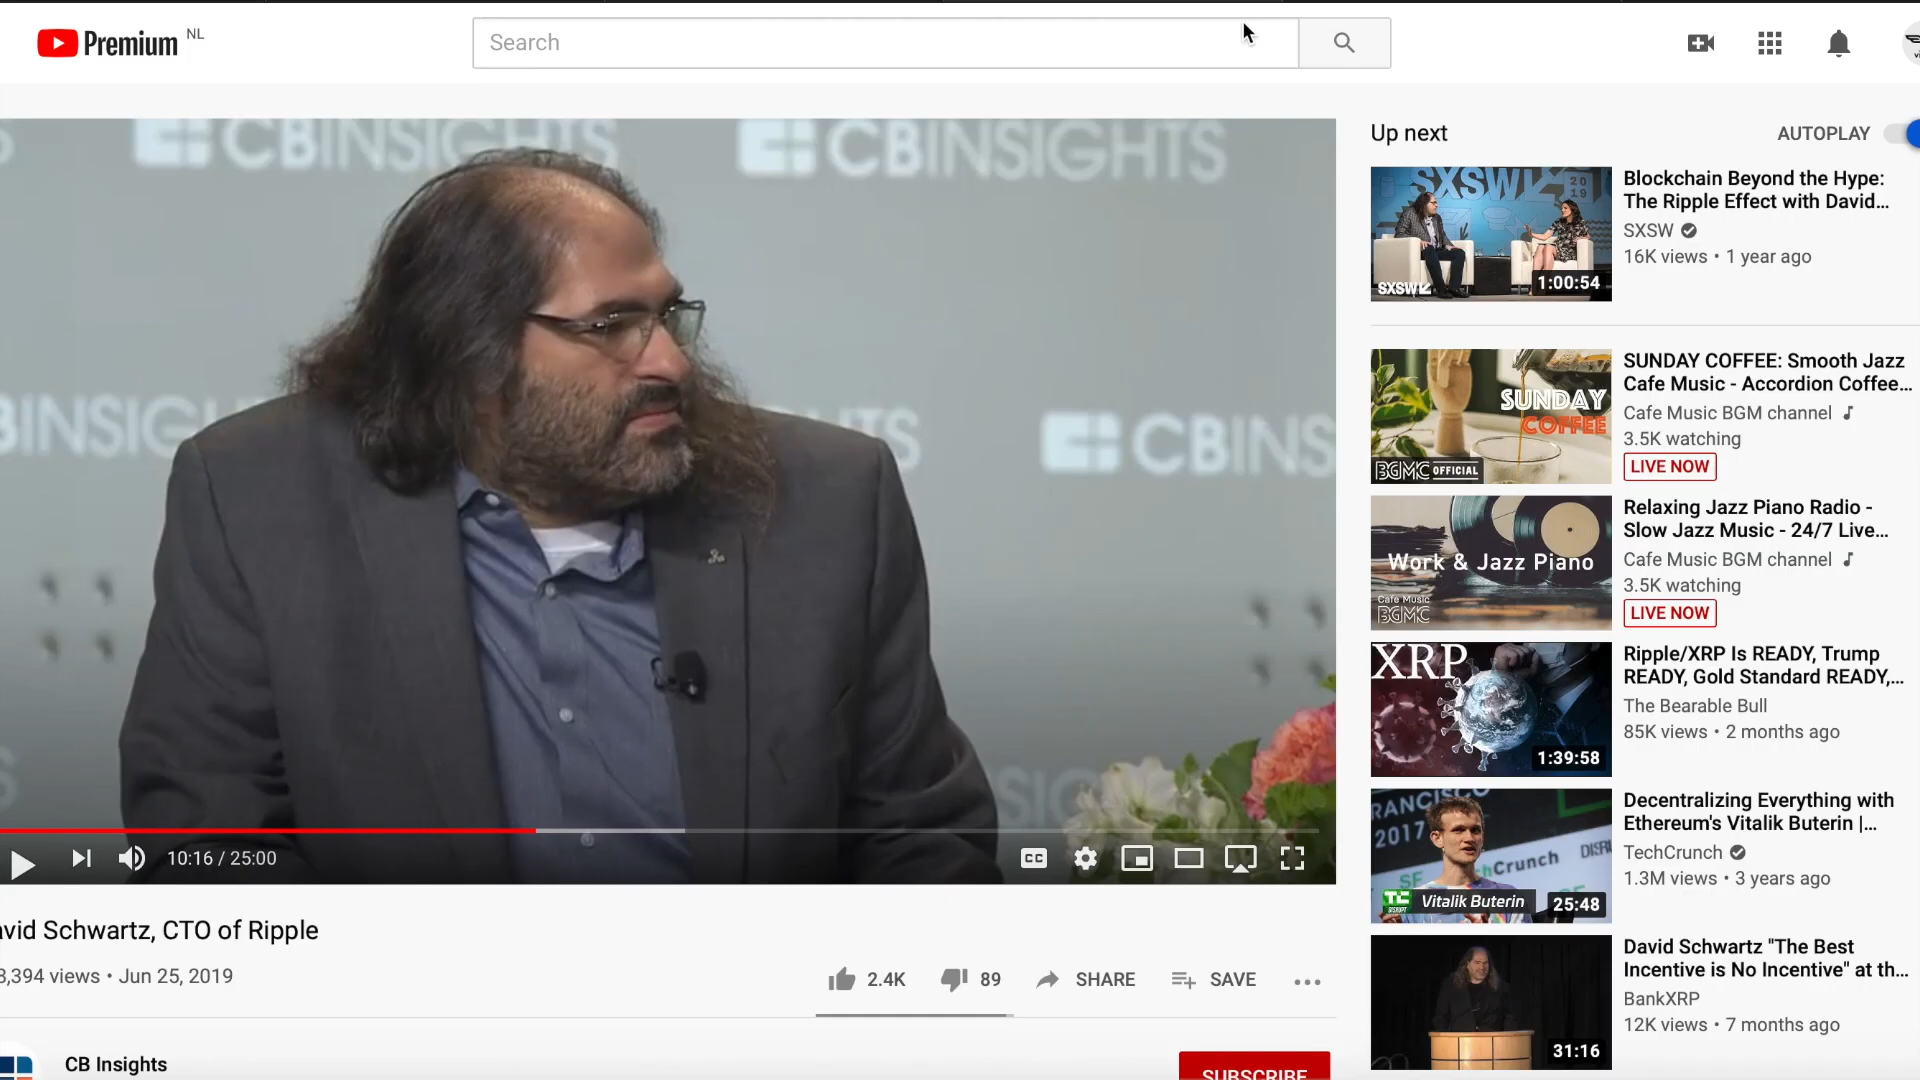 Premium NL
Search
CBINSIGHTS
CBINSIGHTS
BINSIGHTS
CBINS
10:16 / 25:00
CC
vid Schwartz, CTO of Ripple
3,394 views • Jun 25, 2019
2.4K
89
SHARE
SAVE
CB Insights
SUBSCRIBE
Up next
AUTOPLAY
SXSW
2019
SXSW
1:00:54
Blockchain Beyond the Hype:
The Ripple Effect with David...
SXSW
16K views • 1 year ago
SUNDAY
COFFEE
BGMC OFFICIAL
SUNDAY COFFEE: Smooth Jazz
Cafe Music - Accordion Coffee...
Cafe Music BGM channel
3.5K watching
LIVE NOW
Work & Jazz Piano
Cafe Music
BGMC
Relaxing Jazz Piano Radio -
Slow Jazz Music - 24/7 Live...
Cafe Music BGM channel
3.5K watching
LIVE NOW
XRP
1:39:58
Ripple/XRP Is READY, Trump
READY, Gold Standard READY,...
The Bearable Bull
85K views • 2 months ago
RANCISCO
2017
hCrunch
SF
TC
Vitalik Buterin
25:48
Decentralizing Everything with
Ethereum's Vitalik Buterin |...
TechCrunch
1.3M views • 3 years ago
31:16
David Schwartz "The Best
Incentive is No Incentive" at th...
BankXRP
12K views • 7 months ago